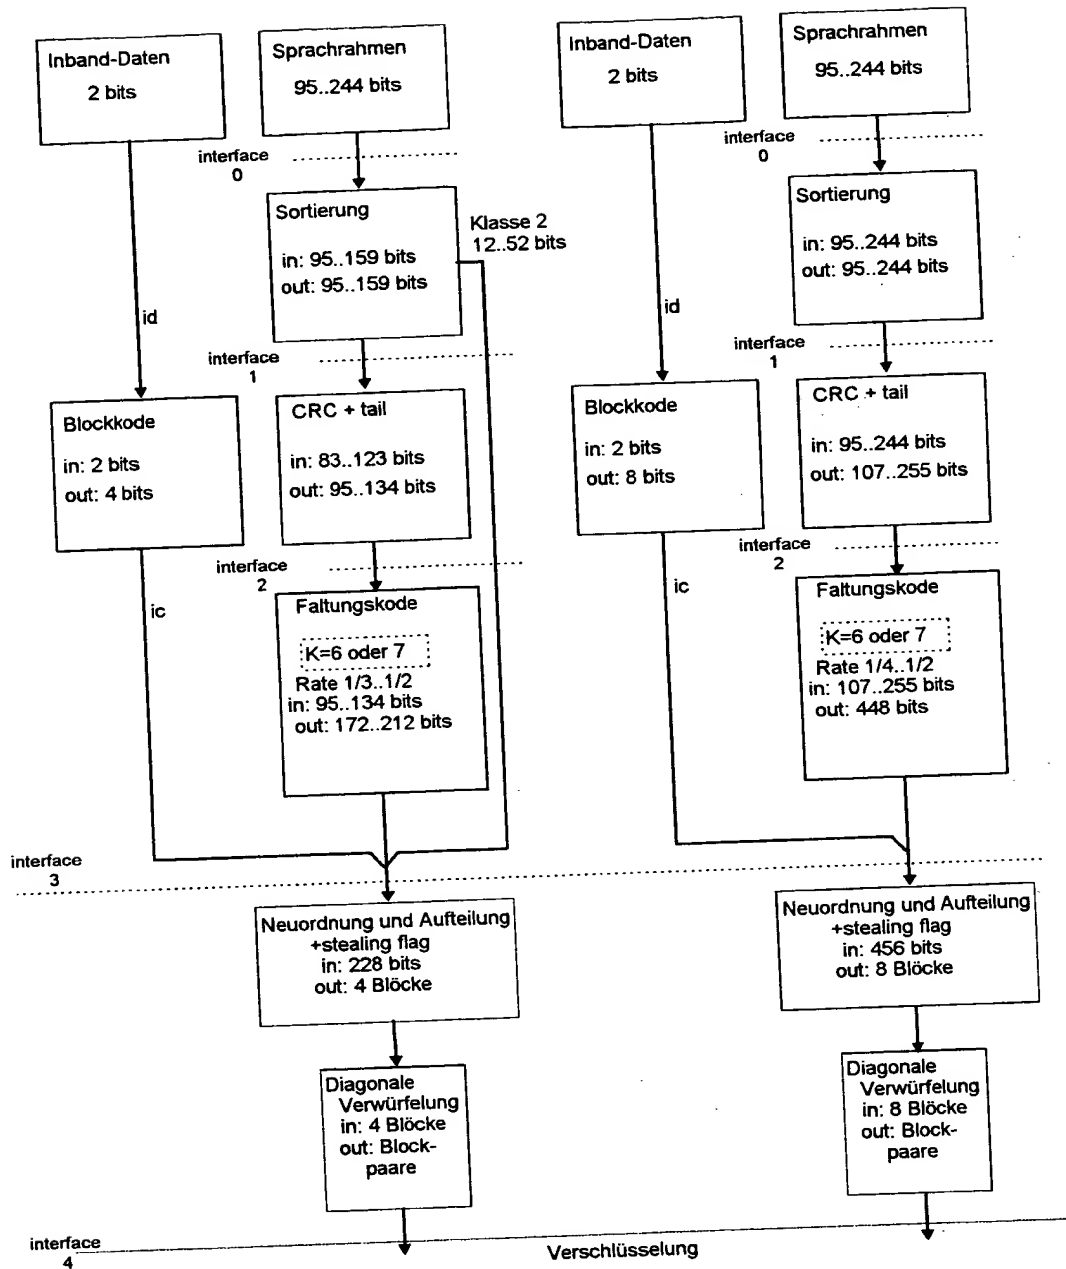 Inband-Daten
2 bits
Sprachrahmen
95..244 bits
interface
0
Sortierung
in: 95..159 bits
out: 95..159 bits
Klasse 2
12..52 bits
id
interface
1
Blockkode
in: 2 bits
out: 4 bits
CRC + tail
in: 83..123 bits
out: 95..134 bits
interface
2
ic
Faltungskode
K=6 oder 7
Rate 1/3..1/2
in: 95..134 bits
out: 172..212 bits
interface
3
Neuordnung und Aufteilung
+stealing flag
in: 228 bits
out: 4 Blöcke
Diagonale
Verwürfelung
in: 4 Blöcke
out: Block-
paare
Inband-Daten
2 bits
Sprachrahmen
95..244 bits
interface
0
Sortierung
in: 95..244 bits
out: 95..244 bits
id
interface
1
Blockkode
in: 2 bits
out: 8 bits
CRC + tail
in: 95..244 bits
out: 107..255 bits
interface
2
ic
Faltungskode
K=6 oder 7
Rate 1/4..1/2
in: 107..255 bits
out: 448 bits
Neuordnung und Aufteilung
+stealing flag
in: 456 bits
out: 8 Blöcke
Diagonale
Verwürfelung
in: 8 Blöcke
out: Block-
paare
interface
4
Verschlüsselung